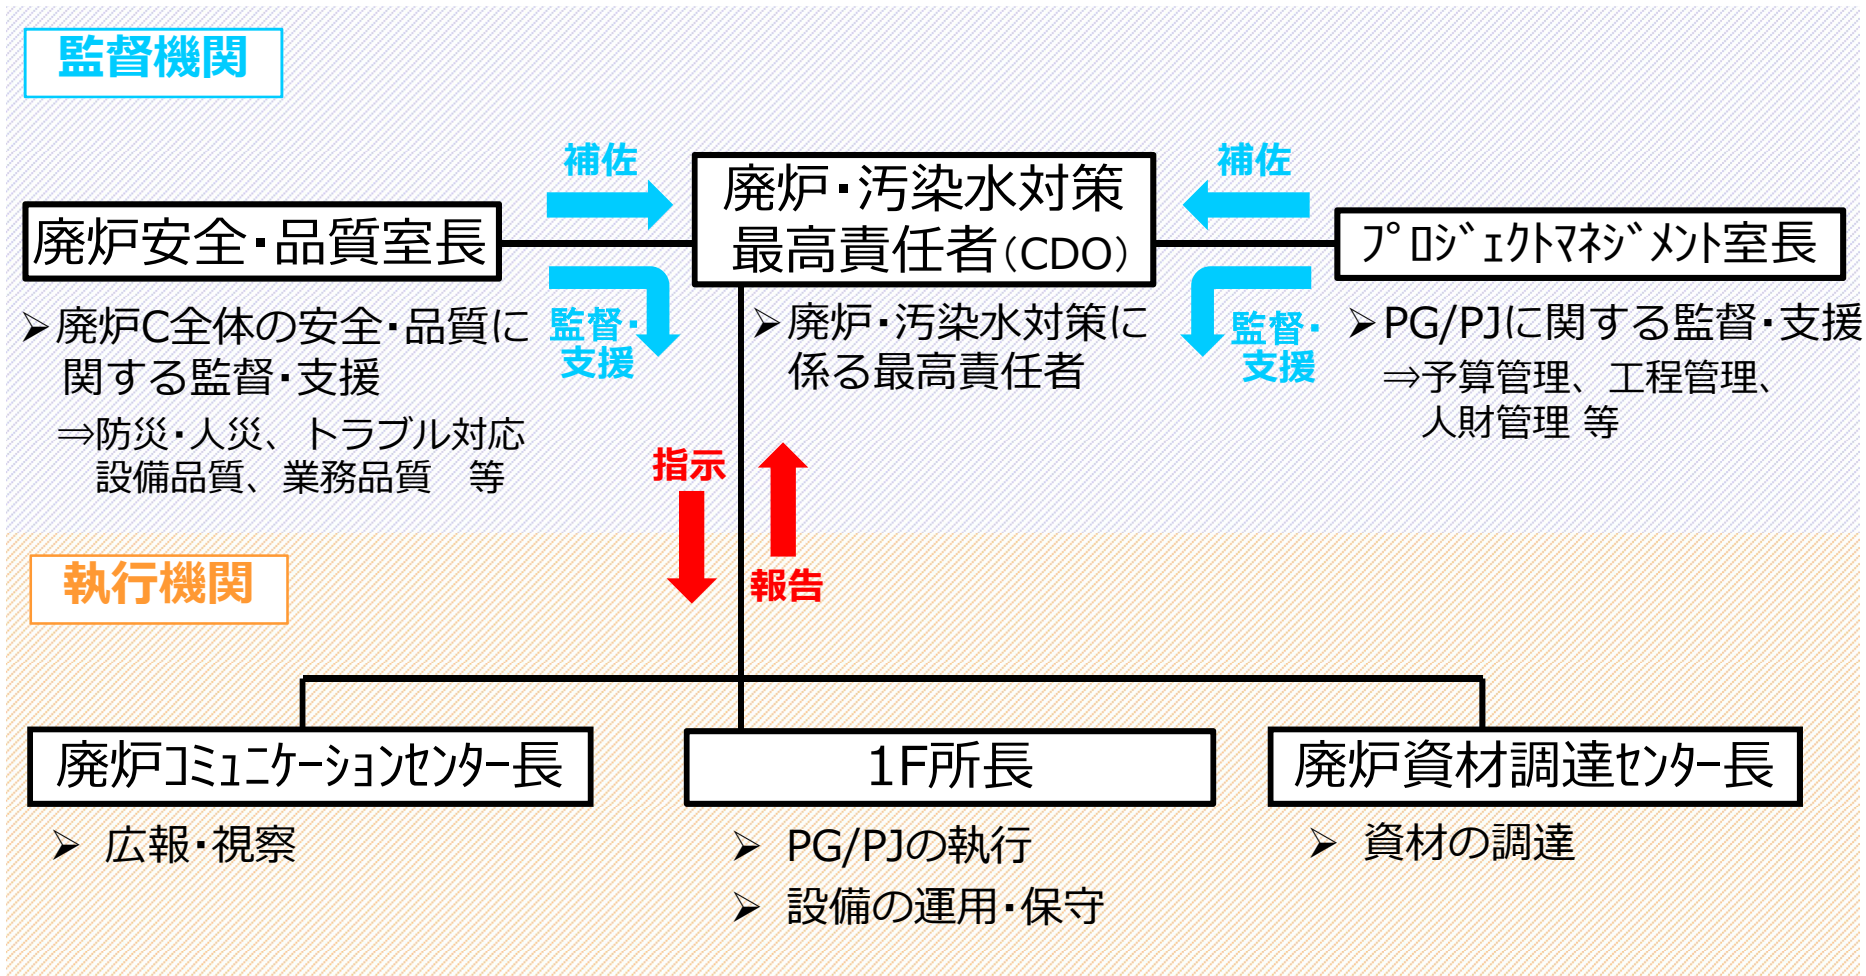 監督機関
補佐
補佐
廃炉・汚染水対策
最高責任者(CDO)
廃炉安全・品質室長
ﾌﾟﾛｼﾞｪｸﾄﾏﾈｼﾞﾒﾝﾄ室長
➢廃炉C全体の安全・品質に
関する監督・支援
⇒防災・人災、トラブル対応
設備品質、業務品質　等
監督・
支援
➢廃炉・汚染水対策に
係る最高責任者
監督・
支援
➢PG/PJに関する監督・支援
⇒予算管理、工程管理、
人財管理 等
指示
報告
執行機関
廃炉ｺﾐｭﾆｹｰｼｮﾝｾﾝﾀｰ長
1F所長
廃炉資材調達ｾﾝﾀｰ長
➢ 広報・視察
➢ PG/PJの執行
➢ 設備の運用・保守
➢ 資材の調達